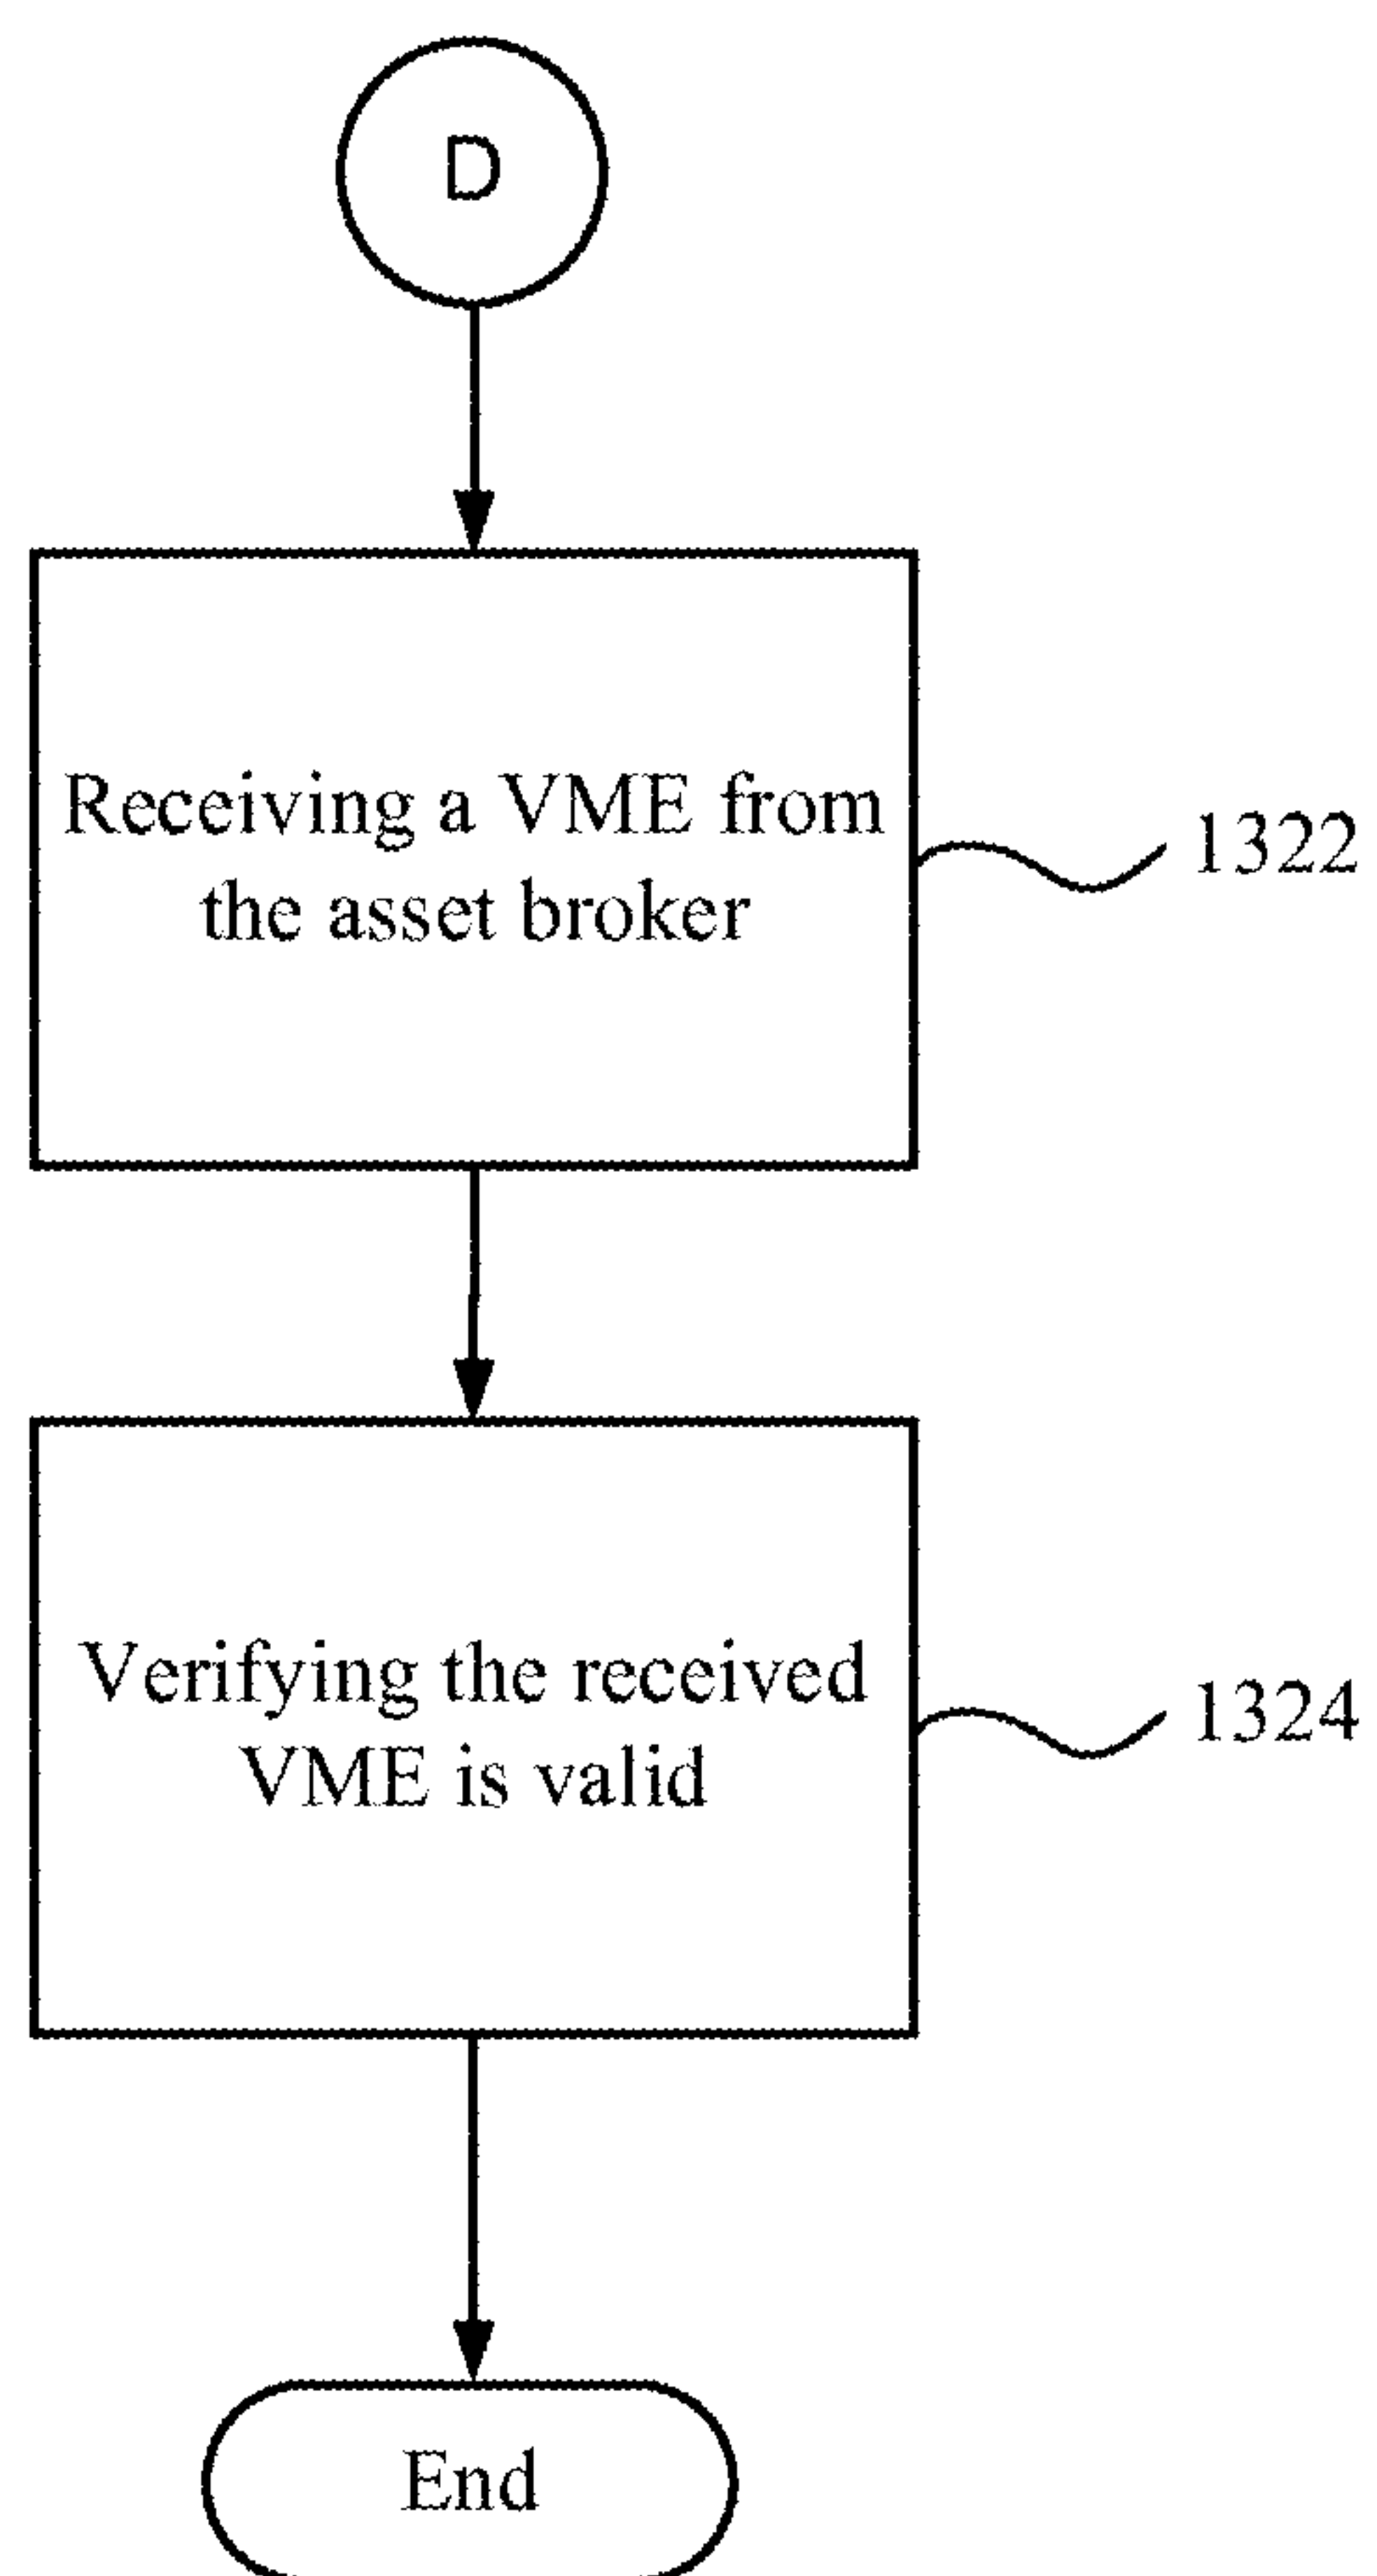 D
Receiving a VME from
the asset broker
1322
Verifying the received
VME is valid
1324
End